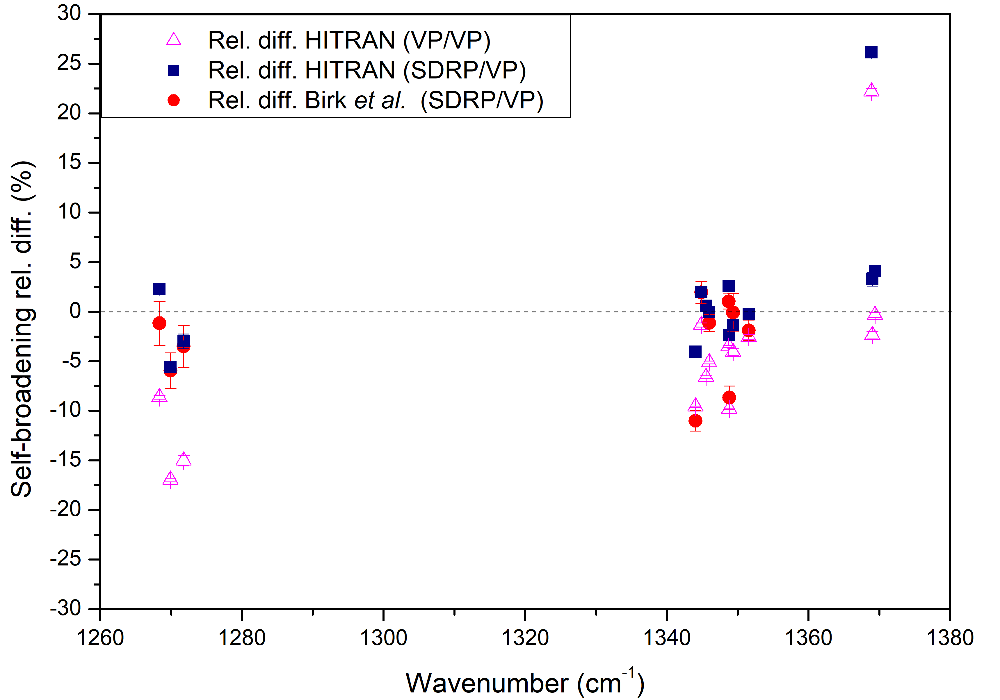 Rel. diff. HITRAN (VP/VP)
Rel. diff. HITRAN (SDRP/VP)
Rel. diff. Birk et al. (SDRP/VP)
Self-broadening rel. diff. (%)
30
25
20
15
10
5
0
-5
-10
-15
-20
-25
-30
1260 1280 1300 1320 1340 1360 1380
Wavenumber (cm⁻¹)